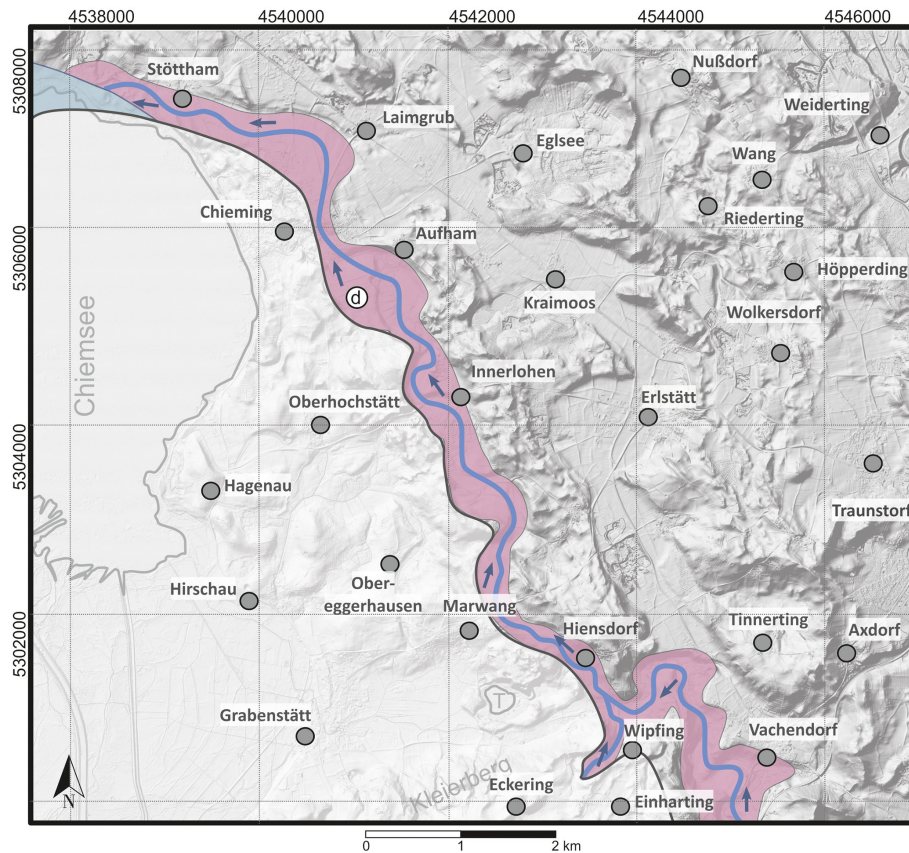 4538000 4540000 4542000 4544000 4546000
5308000
5306000
5304000
5302000
Stöttham
Nußdorf
Laimgrub
Weiderting
Eglsee
Wang
Chieming
Riederting
Aufham
Höpperding
d
Kraimoos
Wolkersdorf
Chiemsee
Innerlohen
Oberhochstätt
Erlstätt
Hagenau
Traunstorf
Ober-
eggerhausen
Hirschau
Marwang
Hiensdorf
Tinnerting
Axdorf
T
Grabenstätt
Wipfing
Vachendorf
Kleierberg
Eckering
Einharting
N
0 1 2 km